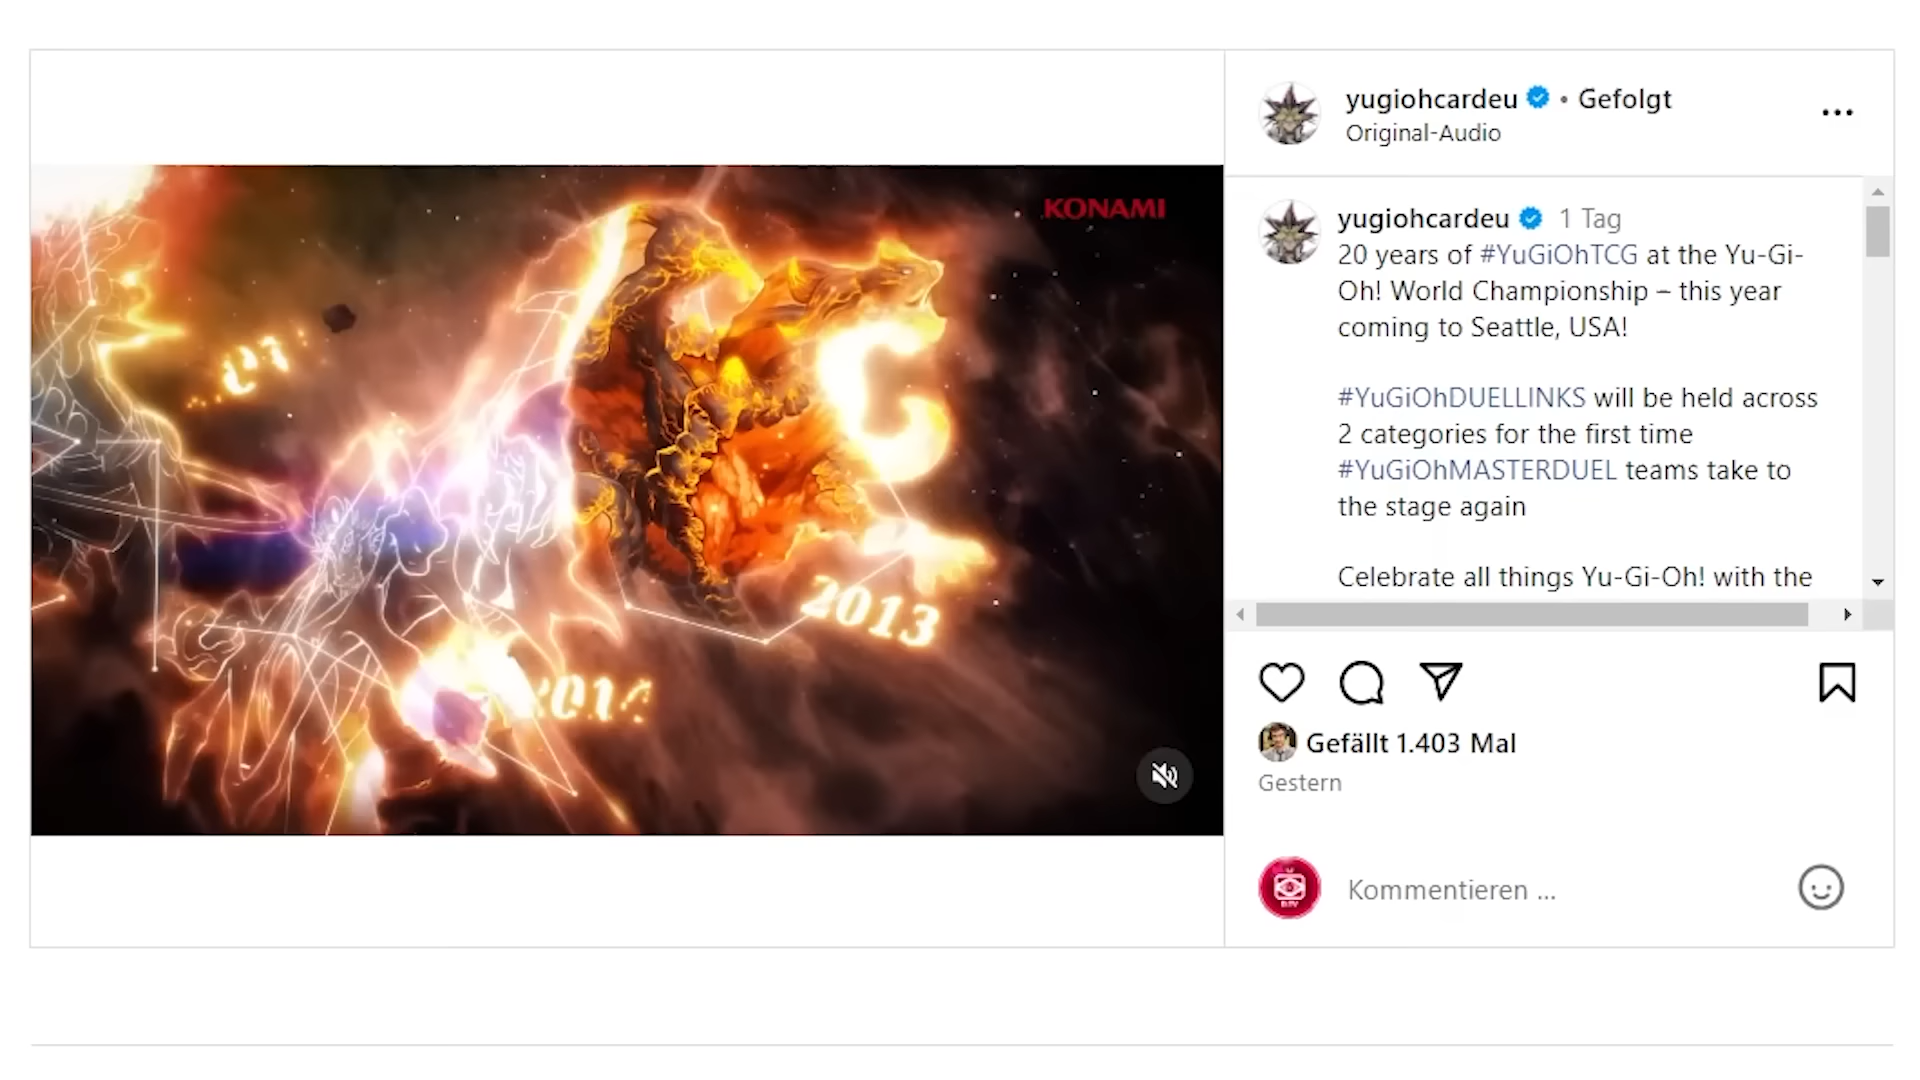 KONAMI
2013
2014
yugiohcardeu • Gefolgt
Original-Audio
yugiohcardeu 1 Tag
20 years of #YuGiOhTCG at the Yu-Gi-
Oh! World Championship – this year
coming to Seattle, USA!
#YuGiOhDUELLINKS will be held across
2 categories for the first time
#YuGiOhMASTERDUEL teams take to
the stage again
Celebrate all things Yu-Gi-Oh! with the
Gefällt 1.403 Mal
Gestern
Kommentieren ...